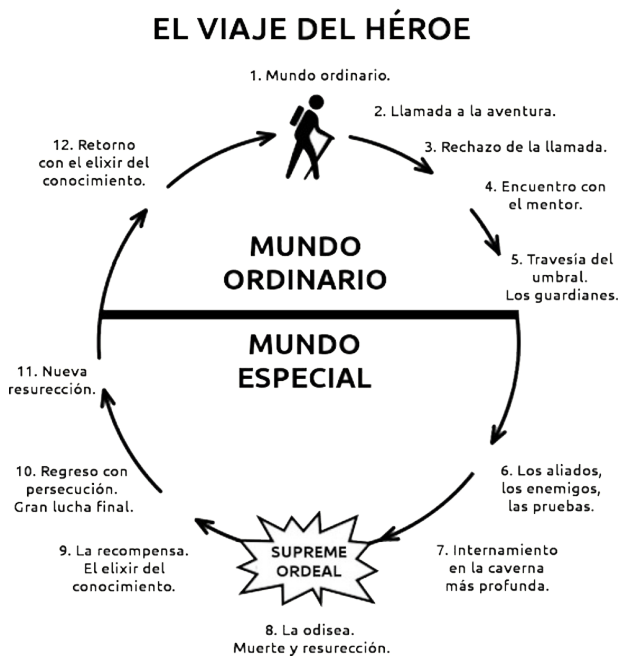 EL VIAJE DEL HÉROE
1. Mundo ordinario.
2. Llamada a la aventura.
3. Rechazo de la llamada.
4. Encuentro con
el mentor.
5. Travesía del
umbral.
Los guardianes.
MUNDO
ORDINARIO
MUNDO
ESPECIAL
6. Los aliados,
los enemigos,
las pruebas.
7. Internamiento
en la caverna
más profunda.
SUPREME
ORDEAL
8. La odisea.
Muerte y resurección.
9. La recompensa.
El elixir del
conocimiento.
10. Regreso con
persecución.
Gran lucha final.
11. Nueva
resurección.
12. Retorno
con el elixir del
conocimiento.